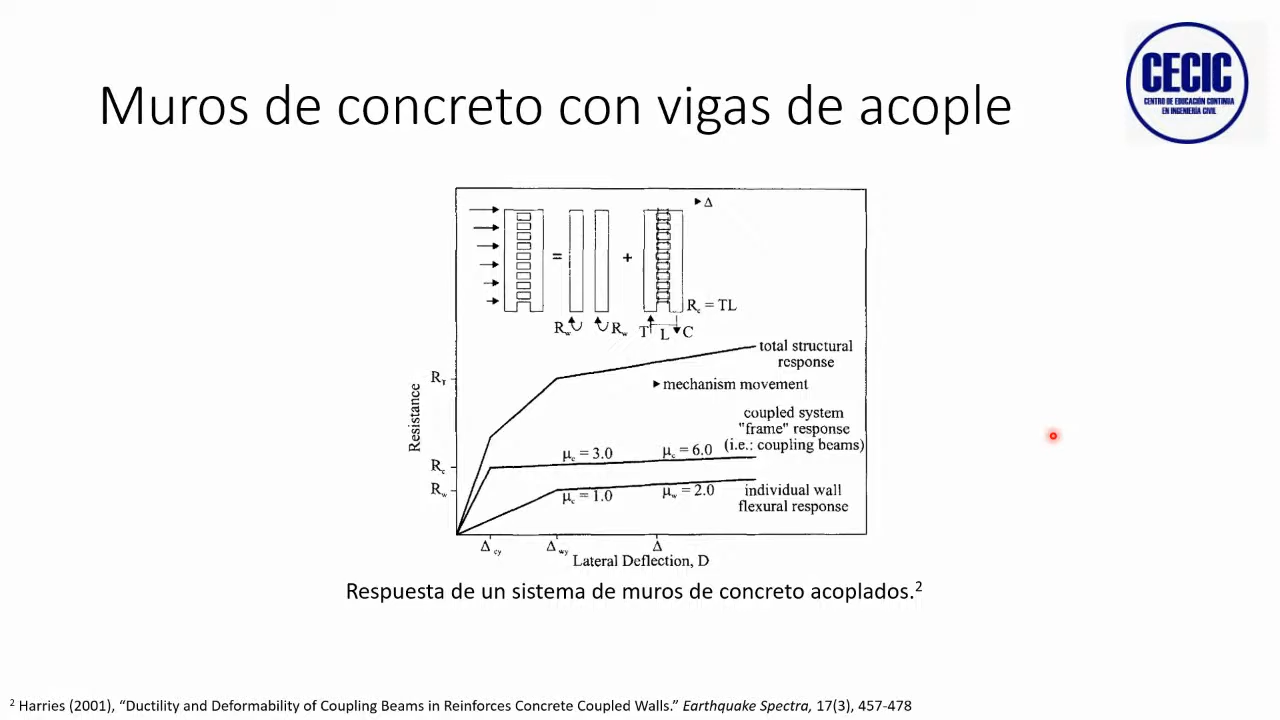 Muros de concreto con vigas de acople
CECIC
CENTRO DE EDUCACIÓN CONTINUA
EN INGENIERÍA CIVIL
Δ
=
+
R_c = TL
R_w
R_w
T
L
C
total structural
response
R_T
mechanism movement
Resistance
coupled system
"frame" response
(i.e.: coupling beams)
μ_c = 3.0
μ_c = 6.0
R_c
R_w
μ_c = 1.0
μ_w = 2.0
individual wall
flexural response
Δ_cy
Δ_wy
Δ
Lateral Deflection, D
Respuesta de un sistema de muros de concreto acoplados.²
² Harries (2001), “Ductility and Deformability of Coupling Beams in Reinforces Concrete Coupled Walls.” Earthquake Spectra, 17(3), 457-478